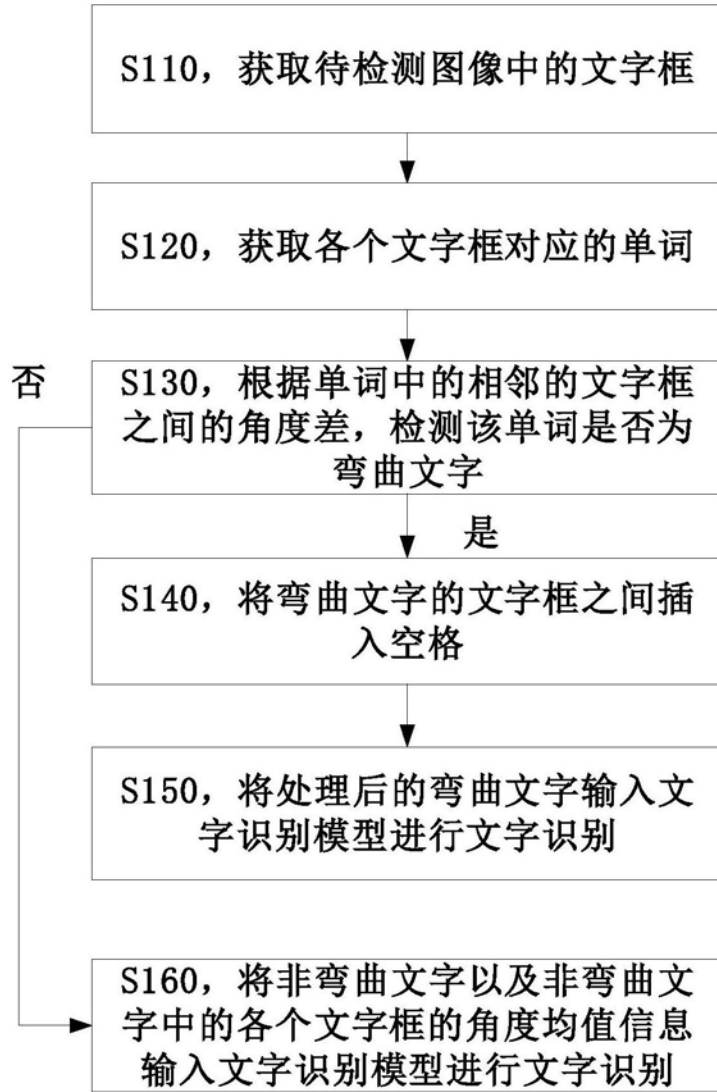 S110，获取待检测图像中的文字框
S120，获取各个文字框对应的单词
否
S130，根据单词中的相邻的文字框
之间的角度差，检测该单词是否为
弯曲文字
是
S140，将弯曲文字的文字框之间插
入空格
S150，将处理后的弯曲文字输入文
字识别模型进行文字识别
S160，将非弯曲文字以及非弯曲文
字中的各个文字框的角度均值信息
输入文字识别模型进行文字识别